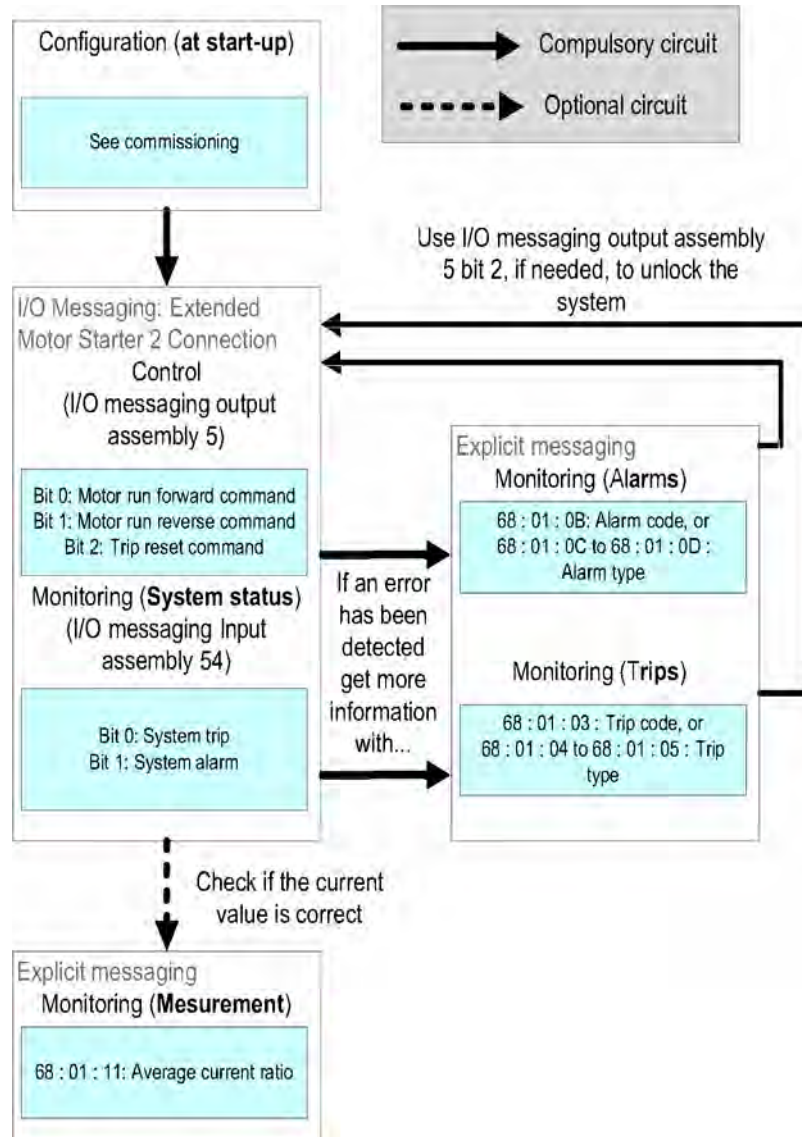 Configuration (at start-up)
See commissioning
Compulsory circuit
Optional circuit
Use I/O messaging output assembly
5 bit 2, if needed, to unlock the
system
I/O Messaging: Extended
Motor Starter 2 Connection
Control
(I/O messaging output
assembly 5)
Bit 0: Motor run forward command
Bit 1: Motor run reverse command
Bit 2: Trip reset command
Monitoring (System status)
(I/O messaging Input
assembly 54)
Bit 0: System trip
Bit 1: System alarm
If an error
has been
detected
get more
information
with...
Explicit messaging
Monitoring (Alarms)
68 : 01 : 0B: Alarm code, or
68 : 01 : 0C to 68 : 01 : 0D :
Alarm type
Monitoring (Trips)
68 : 01 : 03 : Trip code, or
68 : 01 : 04 to 68 : 01 : 05 : Trip
type
Check if the current
value is correct
Explicit messaging
Monitoring (Mesurement)
68 : 01 : 11: Average current ratio